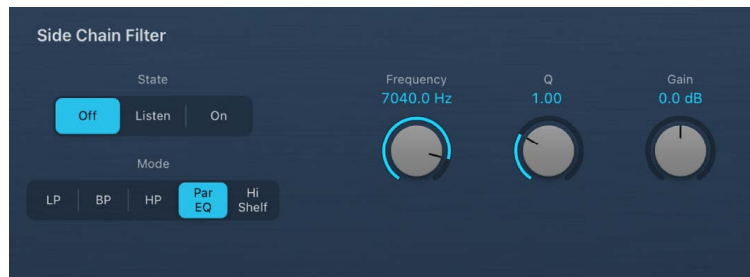 Side Chain Filter
State
Off Listen On
Mode
LP BP HP Par EQ Hi Shelf
Frequency
7040.0 Hz
Q
1.00
Gain
0.0 dB